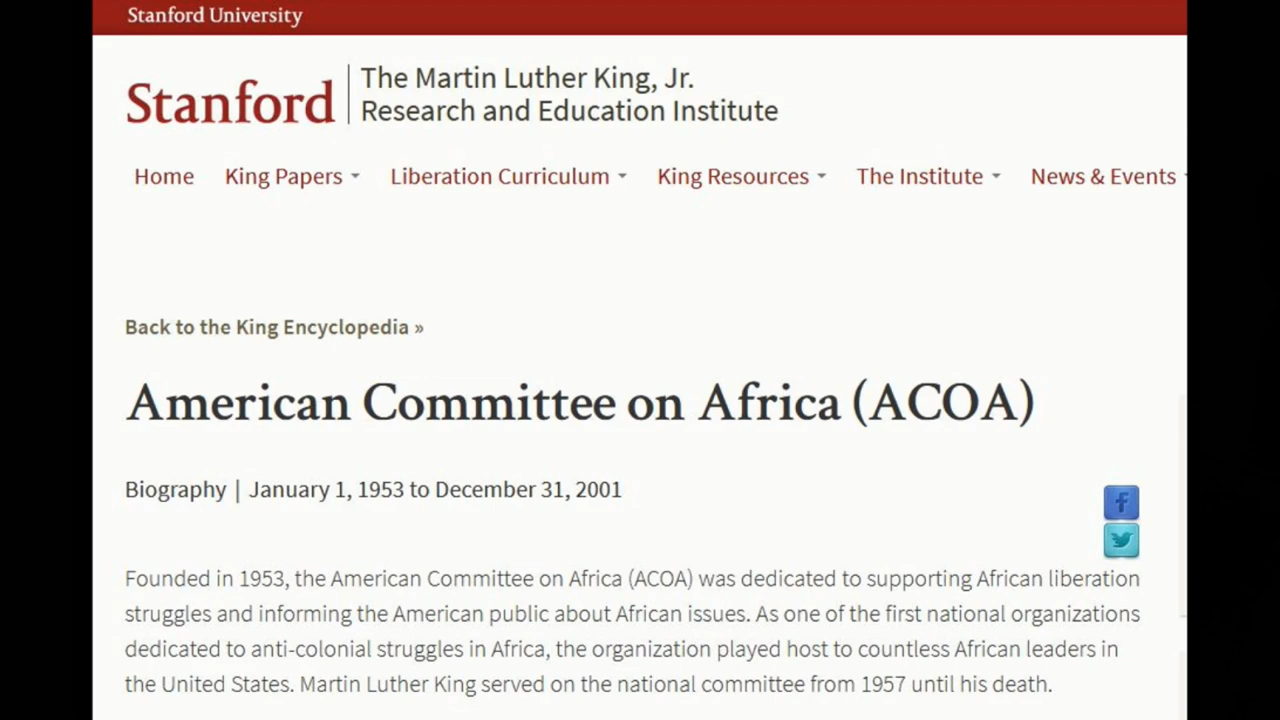 Stanford University
Stanford
The Martin Luther King, Jr.
Research and Education Institute
Home King Papers Liberation Curriculum King Resources The Institute News & Events
Back to the King Encyclopedia »
American Committee on Africa (ACOA)
Biography | January 1, 1953 to December 31, 2001
f
Founded in 1953, the American Committee on Africa (ACOA) was dedicated to supporting African liberation
struggles and informing the American public about African issues. As one of the first national organizations
dedicated to anti-colonial struggles in Africa, the organization played host to countless African leaders in
the United States. Martin Luther King served on the national committee from 1957 until his death.